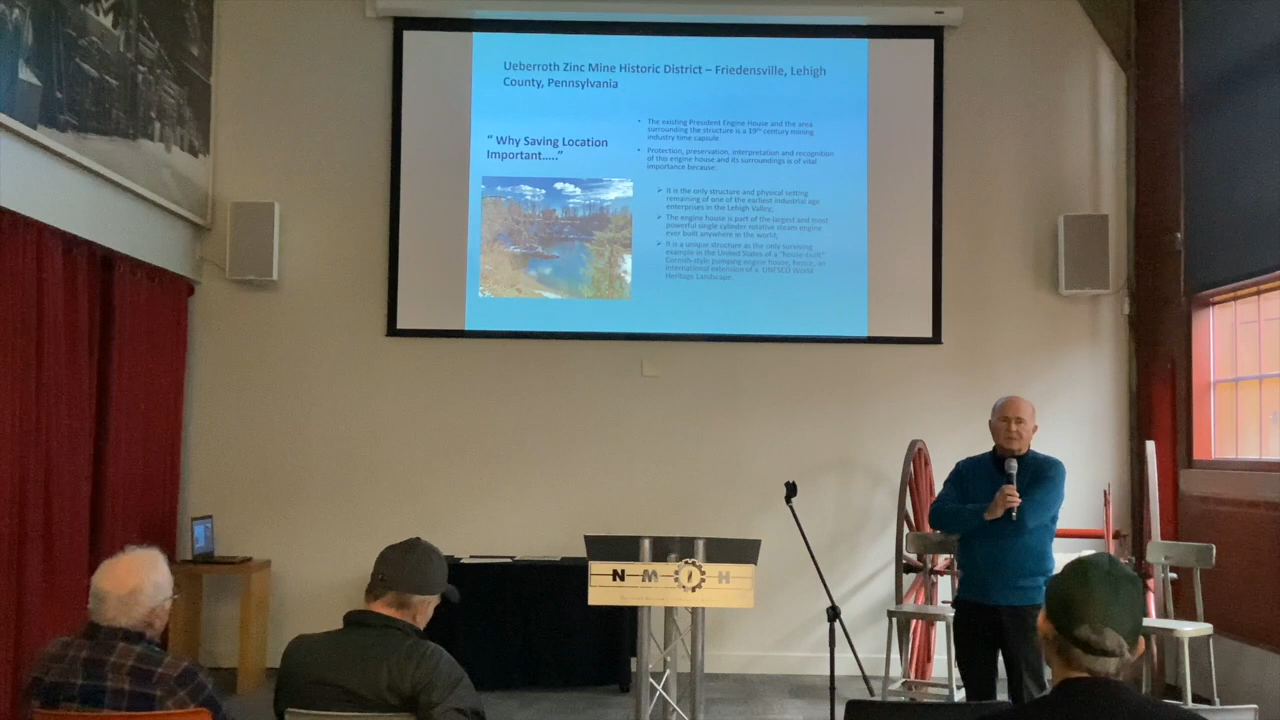 Ueberroth Zinc Mine Historic District – Friedensville, Lehigh
County, Pennsylvania
“ Why Saving Location
Important…..”
• The existing President Engine House and the area
surrounding the structure is a 19th century mining
industry time capsule.
• Protection, preservation, interpretation and recognition
of this engine house and its surroundings is of vital
importance because:
➢ It is the only structure and physical setting
remaining of one of the earliest industrial age
enterprises in the Lehigh Valley;
➢ The engine house is part of the largest and most
powerful single cylinder rotative steam engine
ever built anywhere in the world;
➢ It is a unique structure as the only surviving
example in the United States of a “house-built”
Cornish-style pumping engine house, hence, an
international extension of a UNESCO World
Heritage Landscape.
N M I H